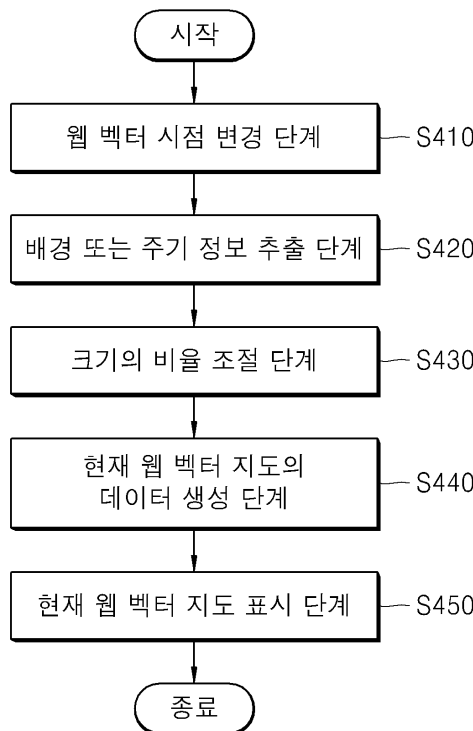 시작
웹 벡터 시점 변경 단계
S410
배경 또는 주기 정보 추출 단계
S420
크기의 비율 조절 단계
S430
현재 웹 벡터 지도의
데이터 생성 단계
S440
현재 웹 벡터 지도 표시 단계
S450
종료